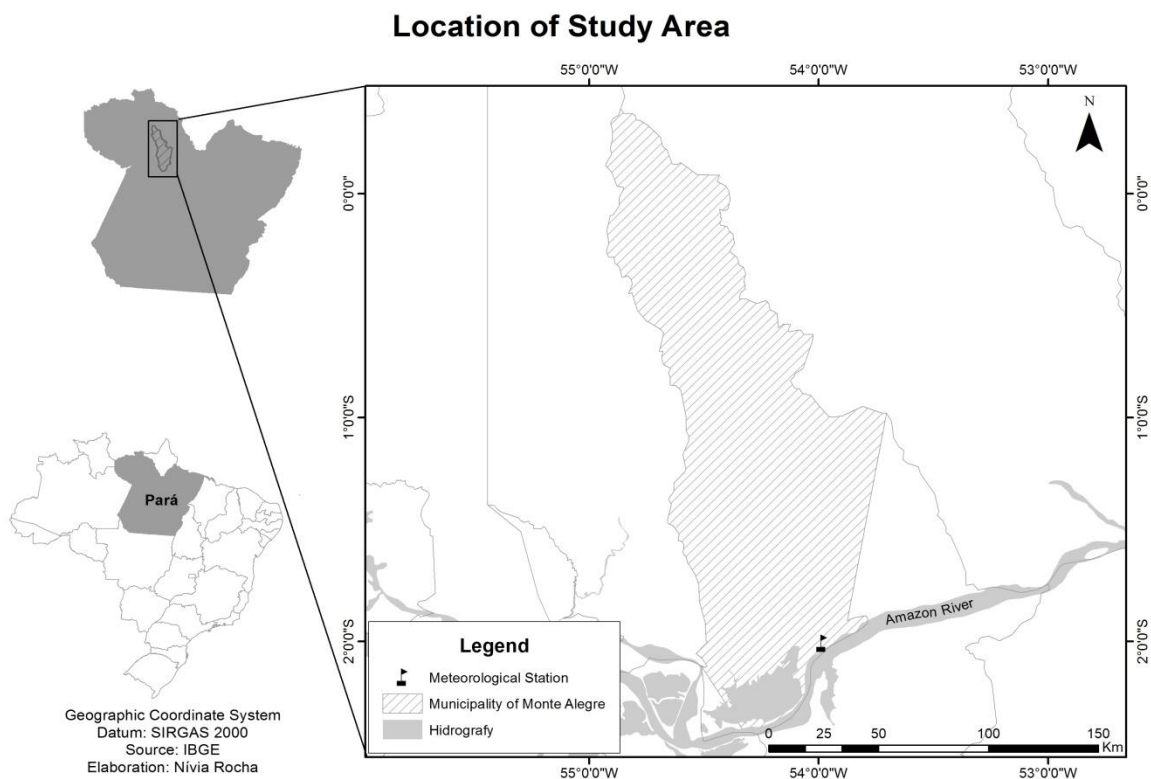 Location of Study Area
55°0'0"W
54°0'0"W
53°0'0"W
N
0°0'0"
0°0'0"
1°0'0"S
1°0'0"S
Pará
Amazon River
2°0'0"S
2°0'0"S
Legend
Meteorological Station
Municipality of Monte Alegre
Hidrografy
0 25 50 100 150
Km
55°0'0"W
54°0'0"W
53°0'0"W
Geographic Coordinate System
Datum: SIRGAS 2000
Source: IBGE
Elaboration: Nívia Rocha